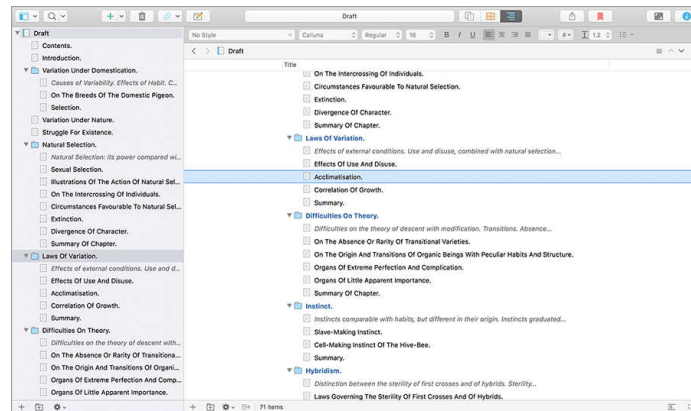 Draft
Draft
Contents.
Introduction.
Variation Under Domestication.
Causes of Variability. Effects of Habit. C...
On The Breeds Of The Domestic Pigeon.
Selection.
Variation Under Nature.
Struggle For Existence.
Natural Selection.
Natural Selection: its power compared wi...
Sexual Selection.
Illustrations Of The Action Of Natural Sel...
On The Intercrossing Of Individuals.
Circumstances Favourable To Natural Sel...
Extinction.
Divergence Of Character.
Summary Of Chapter.
Laws Of Variation.
Effects of external conditions. Use and d...
Effects Of Use And Disuse.
Acclimatisation.
Correlation Of Growth.
Summary.
Difficulties On Theory.
Difficulties on the theory of descent with...
On The Absence Or Rarity Of Transitiona...
On The Origin And Transitions Of Organi...
Organs Of Extreme Perfection And Comp...
Organs Of Little Apparent Importance.
No Style Calluna Regular 16 B I U 1.2
Draft
Title
On The Intercrossing Of Individuals.
Circumstances Favourable To Natural Selection.
Extinction.
Divergence Of Character.
Summary Of Chapter.
Laws Of Variation.
Effects of external conditions. Use and disuse, combined with natural selection...
Effects Of Use And Disuse.
Acclimatisation.
Correlation Of Growth.
Summary.
Difficulties On Theory.
Difficulties on the theory of descent with modification. Transitions. Absence...
On The Absence Or Rarity Of Transitional Varieties.
On The Origin And Transitions Of Organic Beings With Peculiar Habits And Structure.
Organs Of Extreme Perfection And Complication.
Organs Of Little Apparent Importance.
Summary Of Chapter.
Instinct.
Instincts comparable with habits, but different in their origin. Instincts graduated...
Slave-Making Instinct.
Cell-Making Instinct Of The Hive-Bee.
Summary.
Hybridism.
Distinction between the sterility of first crosses and of hybrids. Sterility...
Laws Governing The Sterility Of First Crosses And Of Hybrids.
71 items